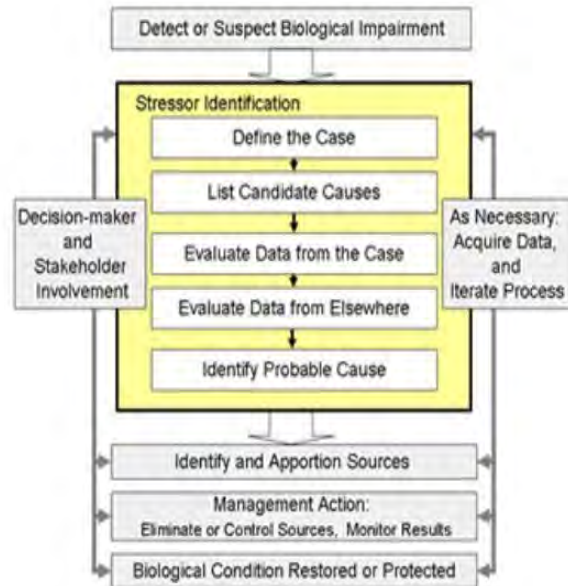 Detect or Suspect Biological Impairment
Stressor Identification
Define the Case
List Candidate Causes
Decision-maker
and
Stakeholder
Involvement
As Necessary:
Acquire Data,
and
Iterate Process
Evaluate Data from the Case
Evaluate Data from Elsewhere
Identify Probable Cause
Identify and Apportion Sources
Management Action:
Eliminate or Control Sources, Monitor Results
Biological Condition Restored or Protected